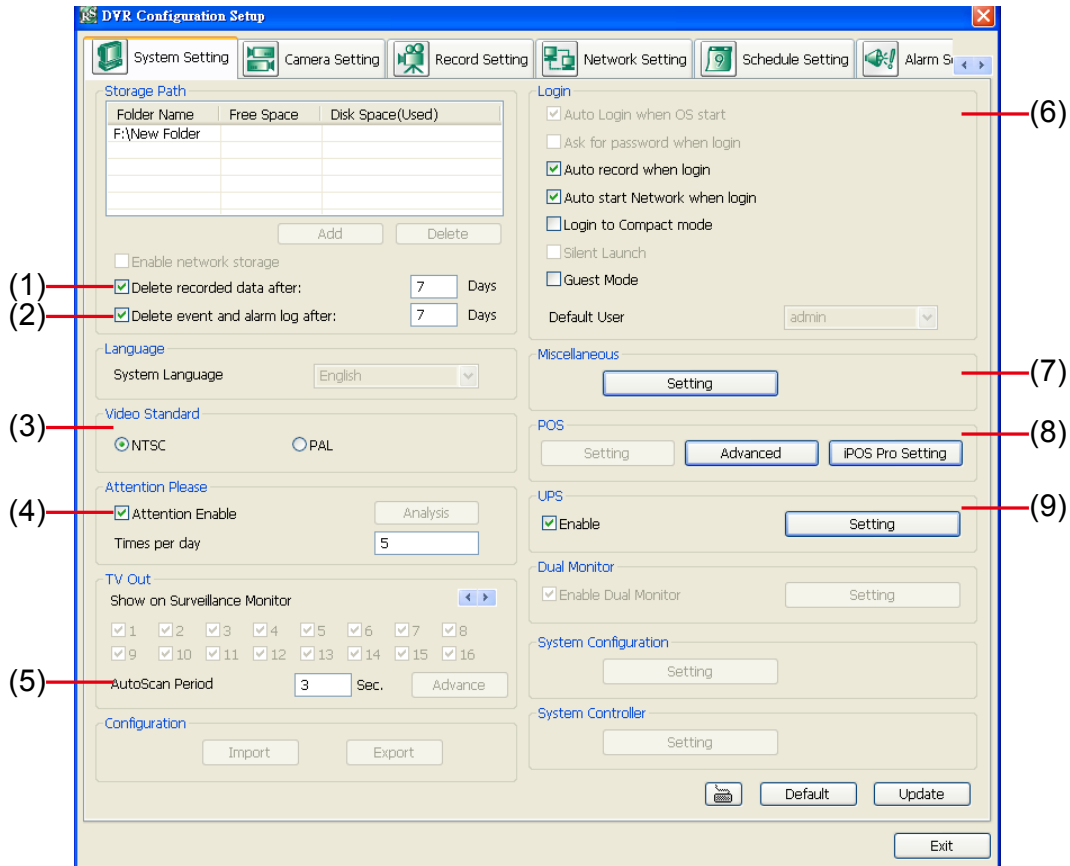 DVR Configuration Setup
System Setting
Camera Setting
Record Setting
Network Setting
Schedule Setting
Alarm S
Storage Path
Folder Name Free Space Disk Space(Used)
F:\New Folder
Add Delete
Enable network storage
(1) Delete recorded data after: 7 Days
(2) Delete event and alarm log after: 7 Days
Language
System Language English
Video Standard
(3)
NTSC PAL
Attention Please
(4) Attention Enable Analysis
Times per day 5
TV Out
Show on Surveillance Monitor
1 2 3 4 5 6 7 8
9 10 11 12 13 14 15 16
(5) AutoScan Period 3 Sec. Advance
Configuration
Import Export
Login
Auto Login when OS start (6)
Ask for password when login
Auto record when login
Auto start Network when login
Login to Compact mode
Silent Launch
Guest Mode
Default User admin
Miscellaneous
Setting (7)
POS
(8)
Setting Advanced iPOS Pro Setting
UPS
(9)
Enable Setting
Dual Monitor
Enable Dual Monitor Setting
System Configuration
Setting
System Controller
Setting
Default Update
Exit